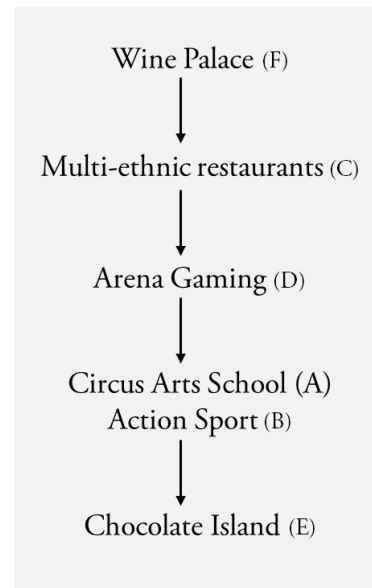 Wine Palace (F)
Multi-ethnic restaurants (C)
Arena Gaming (D)
Circus Arts School (A)
Action Sport (B)
Chocolate Island (E)